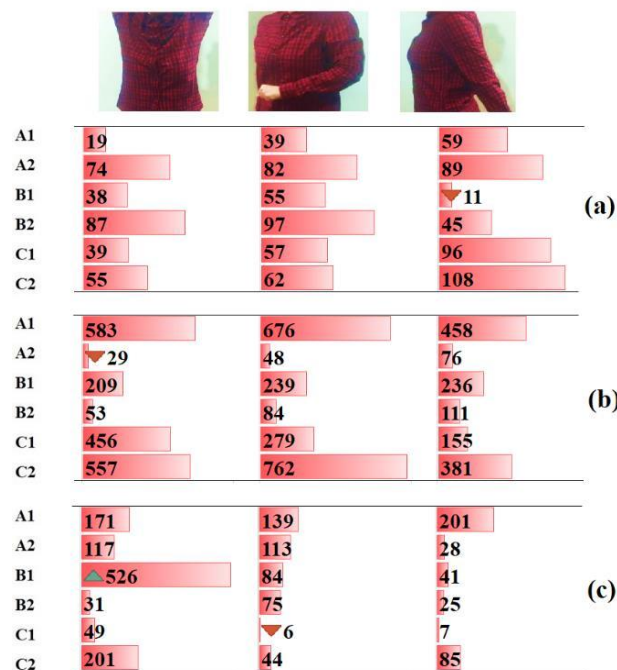 A1 19 39 59
A2 74 82 89
B1 38 55 11
(a)
B2 87 97 45
C1 39 57 96
C2 55 62 108
A1 583 676 458
A2 29 48 76
B1 209 239 236
(b)
B2 53 84 111
C1 456 279 155
C2 557 762 381
A1 171 139 201
A2 117 113 28
B1 526 84 41
B2 31 75 25
(c)
C1 49 6 7
C2 201 44 85